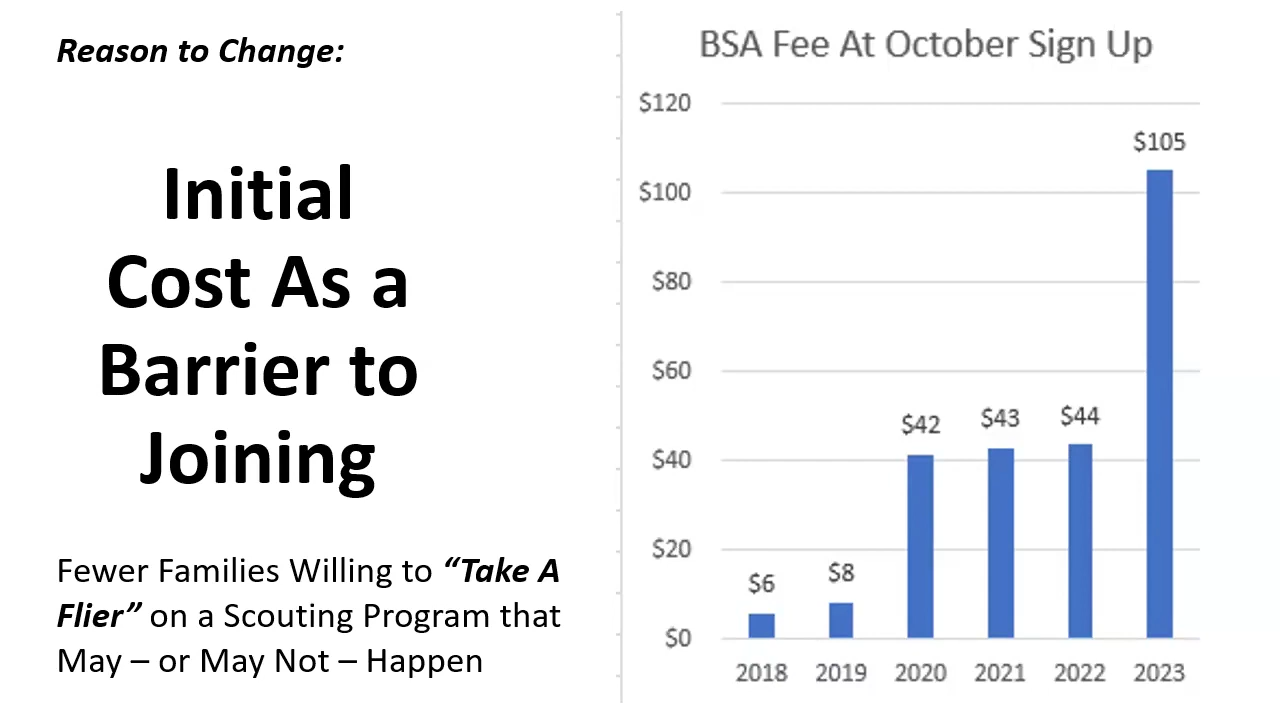 Reason to Change:
Initial
Cost As a
Barrier to
Joining
Fewer Families Willing to “Take A
Flier” on a Scouting Program that
May – or May Not – Happen
BSA Fee At October Sign Up
$120
$100
$80
$60
$40
$20
$0
$6
$8
$42
$43
$44
$105
2018 2019 2020 2021 2022 2023